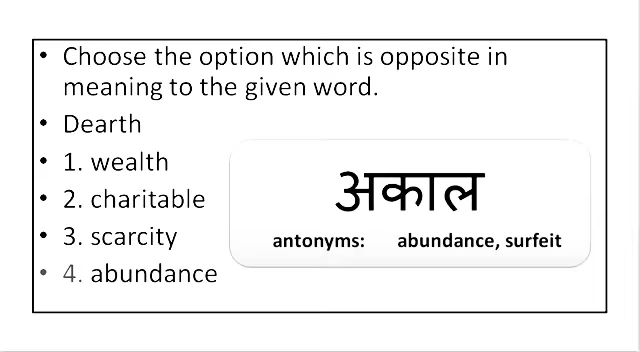 • Choose the option which is opposite in
meaning to the given word.
• Dearth
• 1. wealth
• 2. charitable
• 3. scarcity
• 4. abundance
अकाल
antonyms: abundance, surfeit